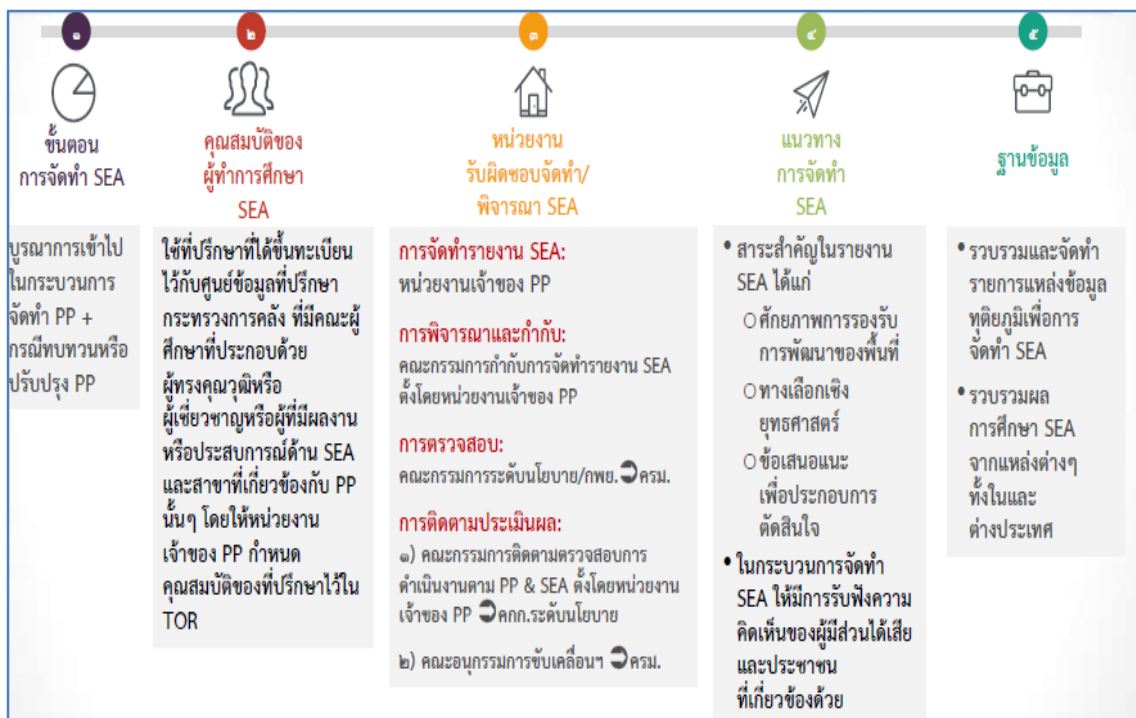 ๑
ขั้นตอน
การจัดทำ SEA
บูรณาการเข้าไป
ในกระบวนการ
จัดทำ PP +
กรณีทบทวนหรือ
ปรับปรุง PP
๒
คุณสมบัติของ
ผู้ทำการศึกษา
SEA
ใช้ที่ปรึกษาที่ได้ขึ้นทะเบียน
ไว้กับศูนย์ข้อมูลที่ปรึกษา
กระทรวงการคลัง ที่มีคณะผู้
ศึกษาที่ประกอบด้วย
ผู้ทรงคุณวุฒิหรือ
ผู้เชี่ยวชาญหรือผู้ที่มีผลงาน
หรือประสบการณ์ด้าน SEA
และสาขาที่เกี่ยวข้องกับ PP
นั้นๆ โดยให้หน่วยงาน
เจ้าของ PP กำหนด
คุณสมบัติของที่ปรึกษาไว้ใน
TOR
๓
หน่วยงาน
รับผิดชอบจัดทำ/
พิจารณา SEA
การจัดทำรายงาน SEA:
หน่วยงานเจ้าของ PP
การพิจารณาและกำกับ:
คณะกรรมการกำกับการจัดทำรายงาน SEA
ตั้งโดยหน่วยงานเจ้าของ PP
การตรวจสอบ:
คณะกรรมการระดับนโยบาย/กพย.➲ครม.
การติดตามประเมินผล:
๑) คณะกรรมการติดตามตรวจสอบการ
ดำเนินงานตาม PP & SEA ตั้งโดยหน่วยงาน
เจ้าของ PP ➲คกก.ระดับนโยบาย
๒) คณะอนุกรรมการขับเคลื่อนฯ ➲ครม.
๔
แนวทาง
การจัดทำ
SEA
• สาระสำคัญในรายงาน
SEA ได้แก่
○ ศักยภาพการรองรับ
การพัฒนาของพื้นที่
○ ทางเลือกเชิง
ยุทธศาสตร์
○ ข้อเสนอแนะ
เพื่อประกอบการ
ตัดสินใจ
• ในกระบวนการจัดทำ
SEA ให้มีการรับฟังความ
คิดเห็นของผู้มีส่วนได้เสีย
และประชาชน
ที่เกี่ยวข้องด้วย
๕
ฐานข้อมูล
• รวบรวมและจัดทำ
รายการแหล่งข้อมูล
ทุติยภูมิเพื่อการ
จัดทำ SEA
• รวบรวมผล
การศึกษา SEA
จากแหล่งต่างๆ
ทั้งในและ
ต่างประเทศ